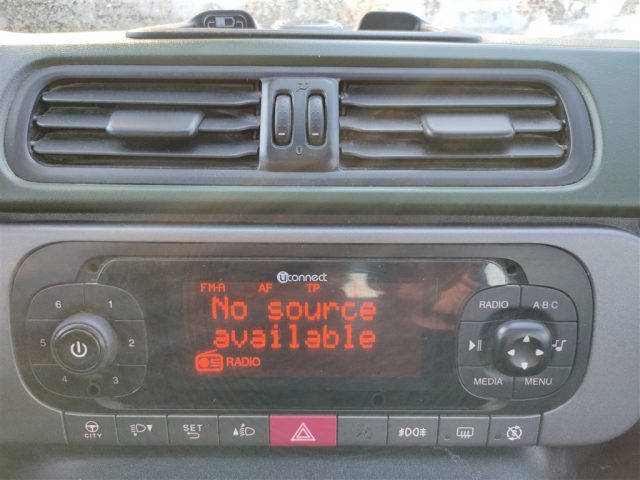 uconnect
FM-A AF TP
No source
available
RADIO
6 1
5 2
4 3
RADIO A-B-C
MEDIA MENU
CITY SET